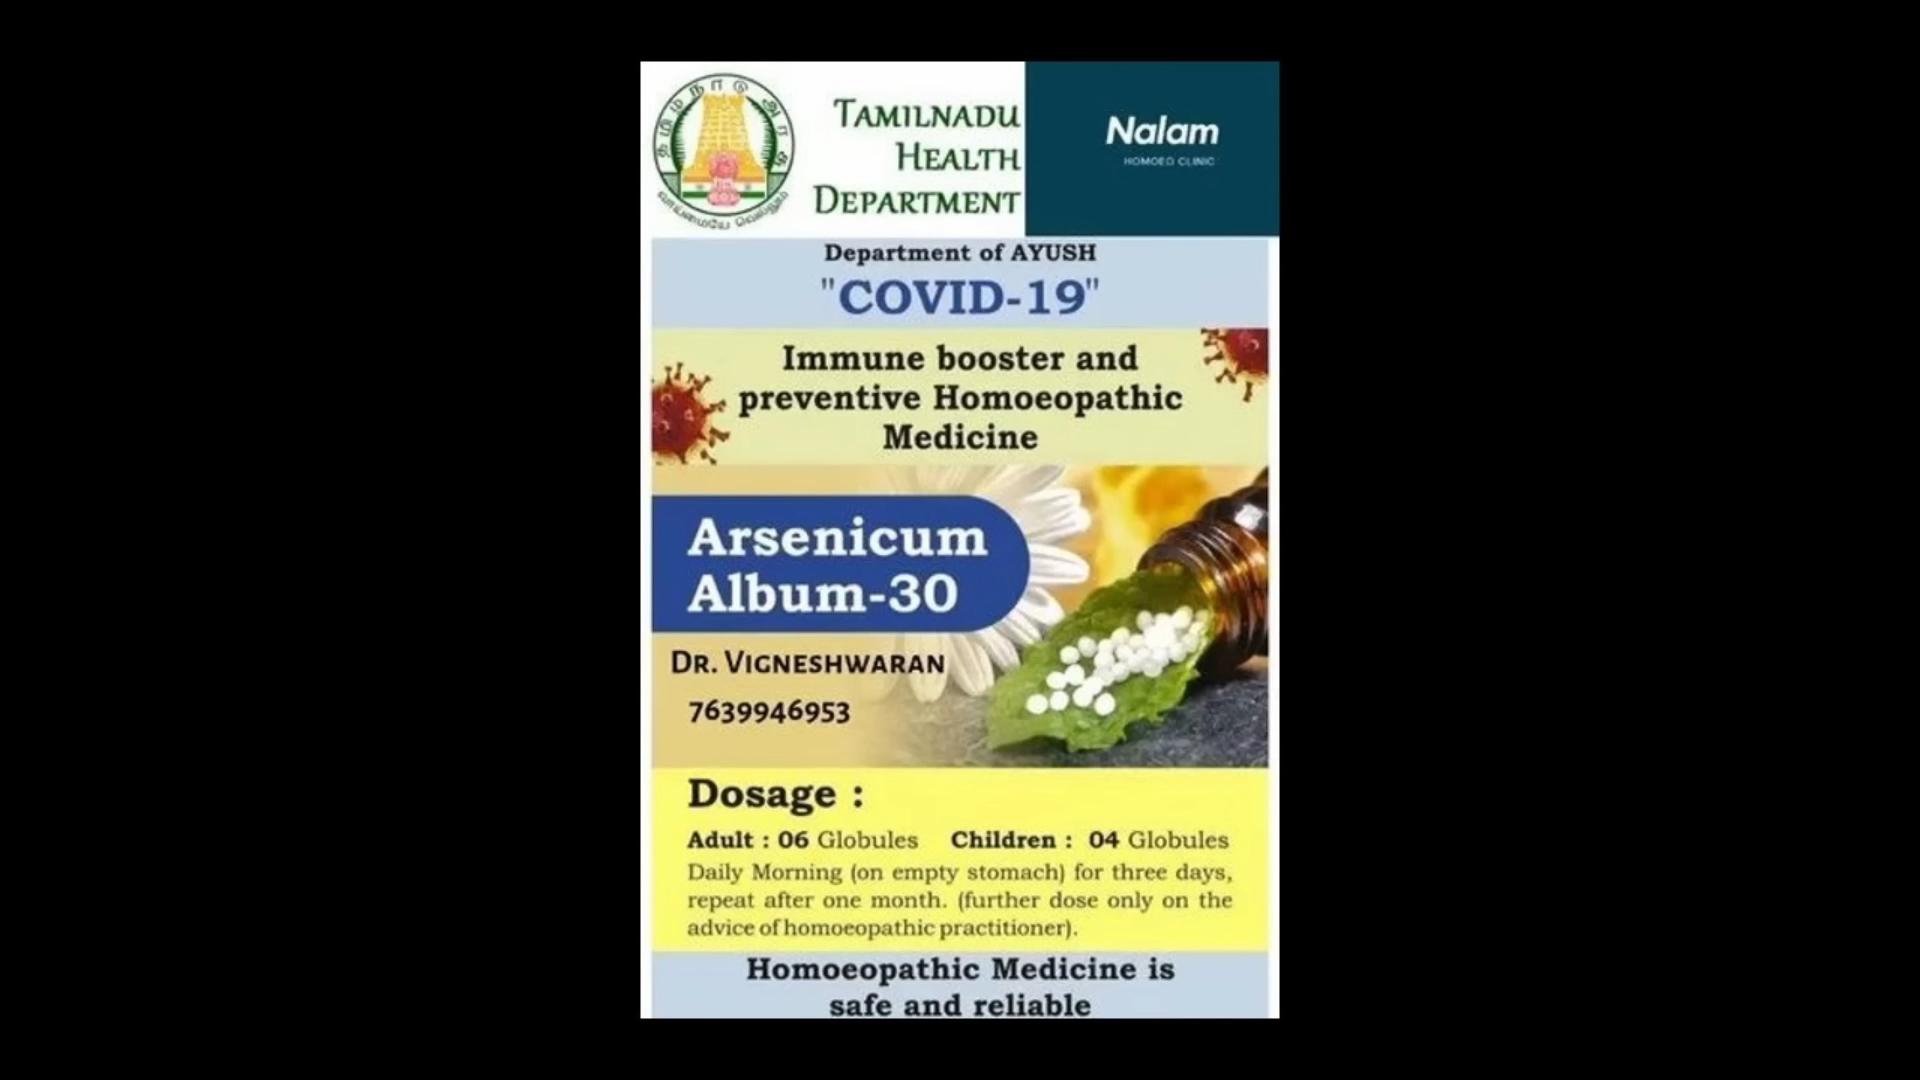 தமிழ்நாடு அரசு
வாய்மையே வெல்லும்
TAMILNADU
HEALTH
DEPARTMENT
Nalam
HOMOEO CLINIC
Department of AYUSH
"COVID-19"
Immune booster and
preventive Homoeopathic
Medicine
Arsenicum
Album-30
DR. VIGNESHWARAN
7639946953
Dosage :
Adult : 06 Globules Children : 04 Globules
Daily Morning (on empty stomach) for three days,
repeat after one month. (further dose only on the
advice of homoeopathic practitioner).
Homoeopathic Medicine is
safe and reliable